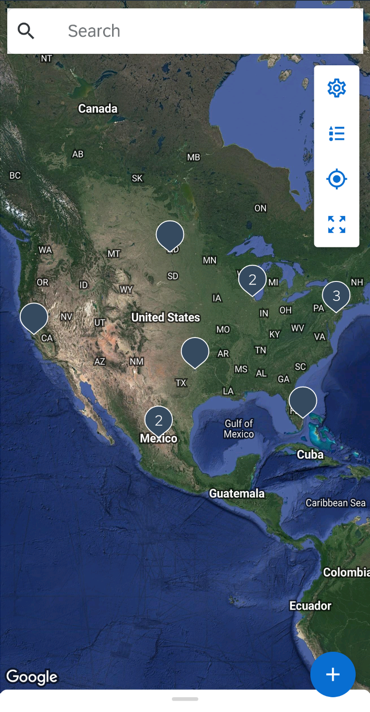 Search
NT
Canada
AB
MB
BC
SK
ON
WA
MT
MN
OR
ID
SD
WY
MI
NH
IA
PA
NV
United States
IN
OH
UT
CA
MO
KY
WV
VA
AZ
NM
AR
TN
SC
TX
MS
AL
GA
LA
2
3
2
Gulf of
Mexico
Mexico
Cuba
Guatemala
Caribbean Sea
Colombia
Ecuador
Google